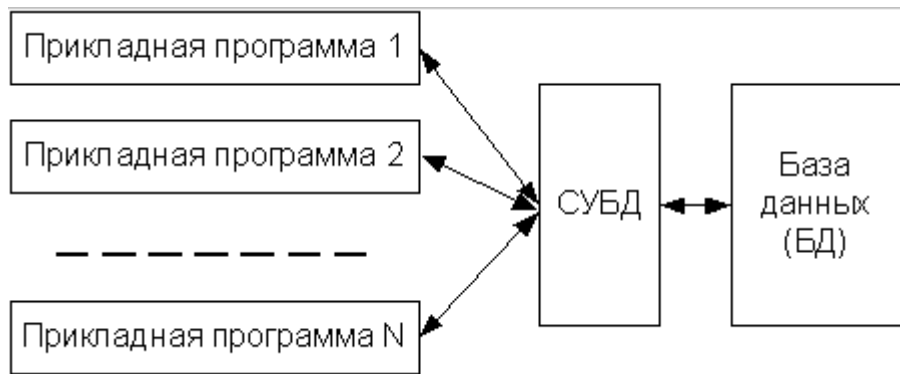 Прикладная программа 1
Прикладная программа 2
Прикладная программа N
СУБД
База
данных
(БД)